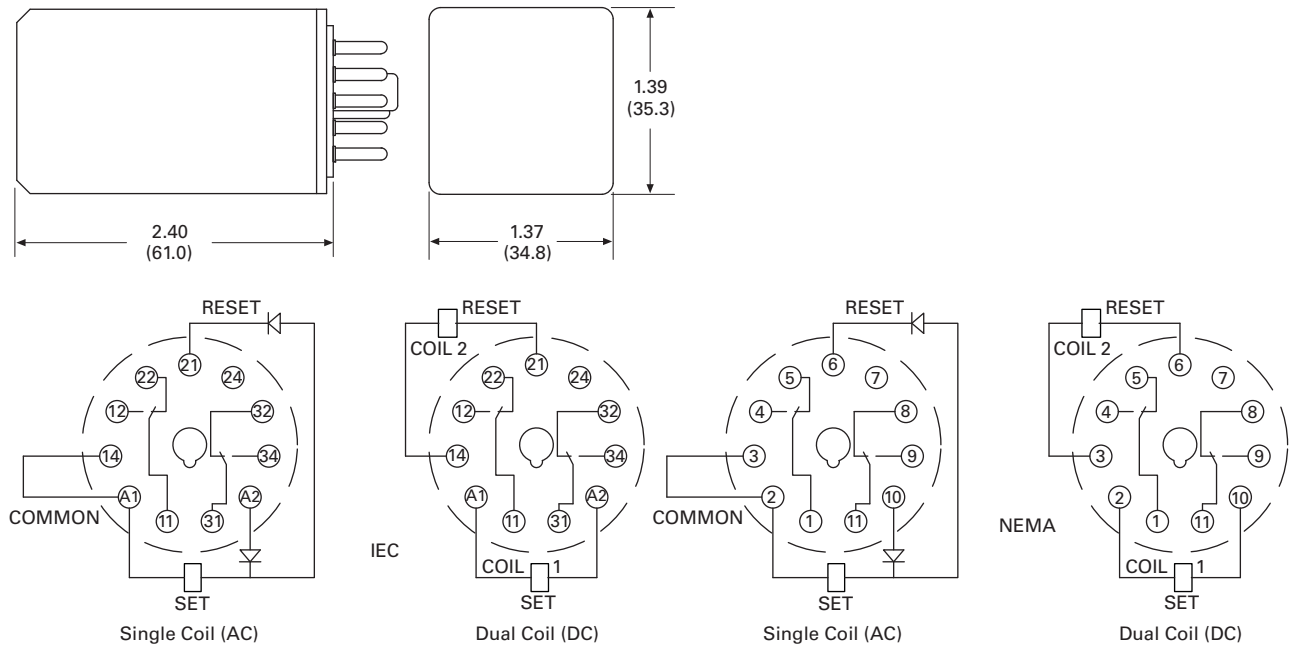 1.39
(35.3)
2.40
(61.0)
1.37
(34.8)
RESET
21
22
24
12
32
14
34
A1
A2
COMMON
11
31
SET
Single Coil (AC)
IEC
RESET
COIL 2
21
22
24
12
32
14
34
A1
A2
11
31
COIL 1
SET
Dual Coil (DC)
RESET
6
5
7
4
8
3
9
2
10
COMMON
1
11
SET
Single Coil (AC)
NEMA
RESET
COIL 2
6
5
7
4
8
3
9
2
10
1
11
COIL 1
SET
Dual Coil (DC)